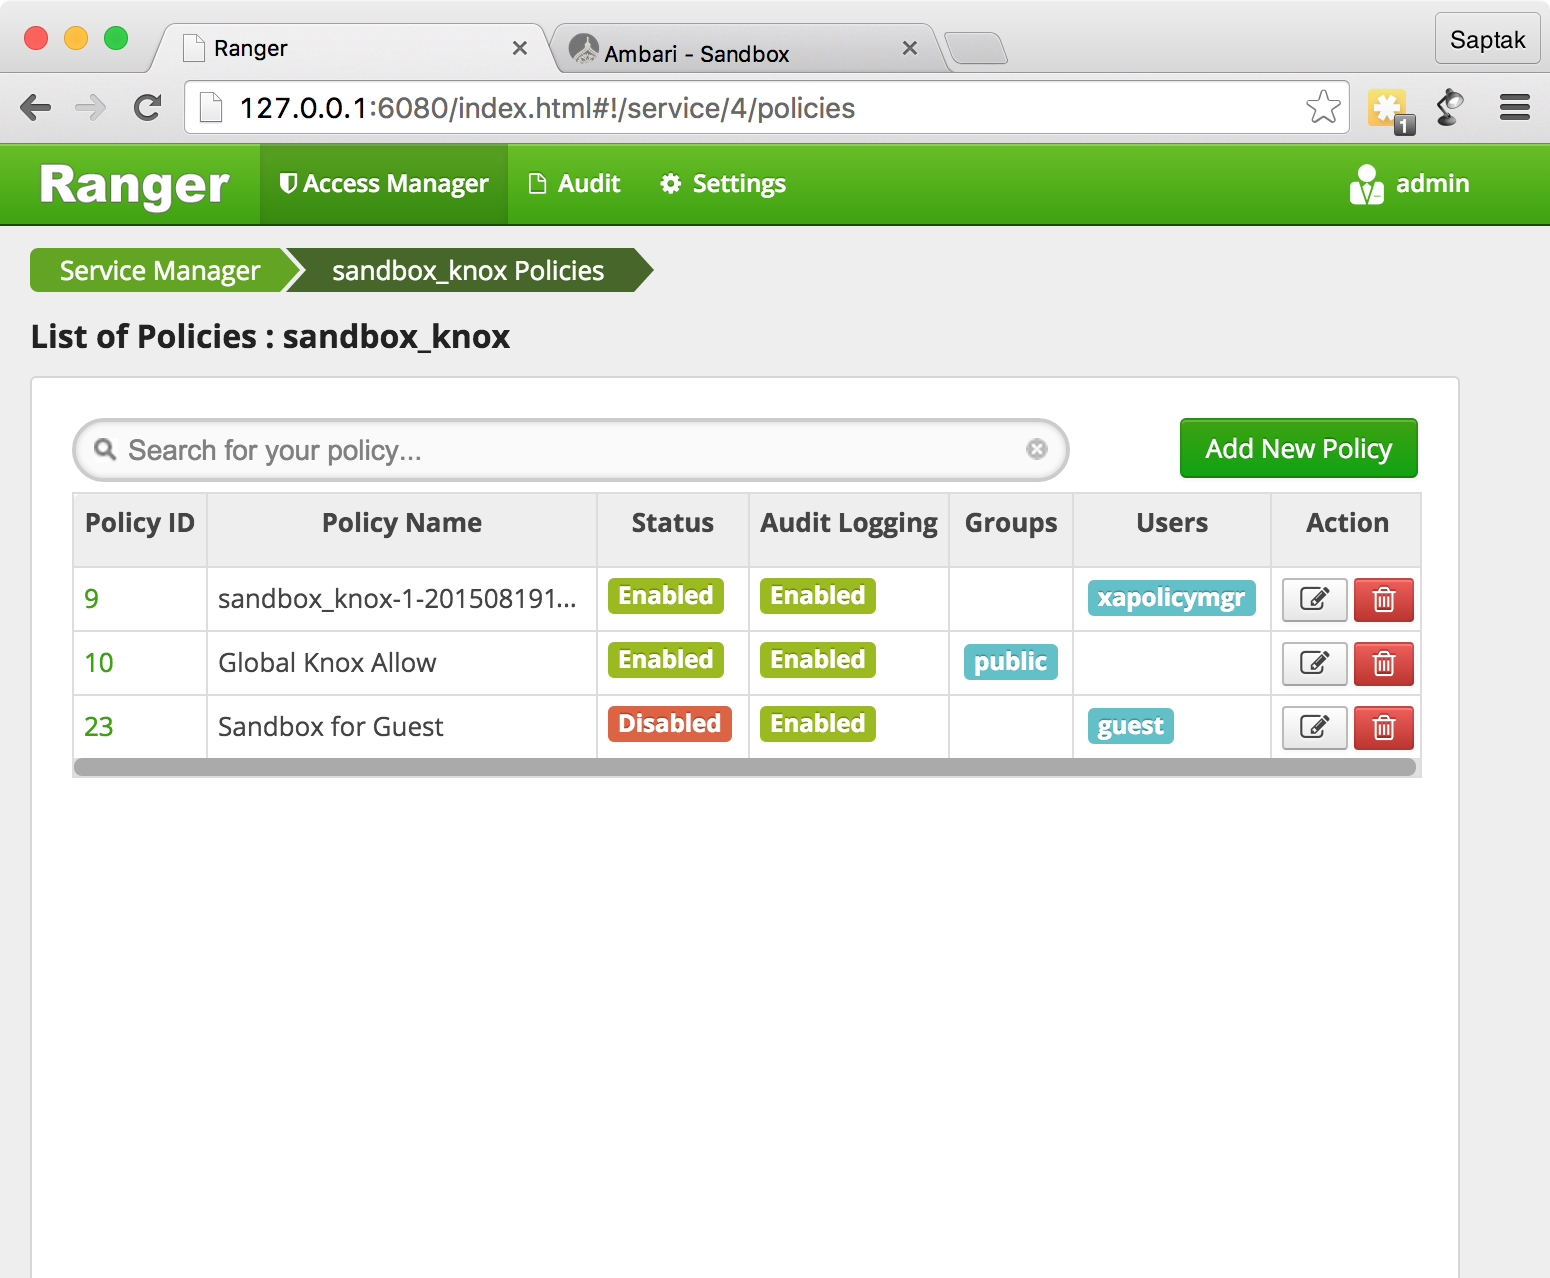 Ranger
Ambari - Sandbox
Saptak
127.0.0.1:6080/index.html#!/service/4/policies
1
Ranger
Access Manager
Audit
Settings
admin
Service Manager
sandbox_knox Policies
List of Policies : sandbox_knox
Search for your policy...
Add New Policy
Policy ID Policy Name Status Audit Logging Groups Users Action
9 sandbox_knox-1-201508191... Enabled Enabled xapolicymgr
10 Global Knox Allow Enabled Enabled public
23 Sandbox for Guest Disabled Enabled guest